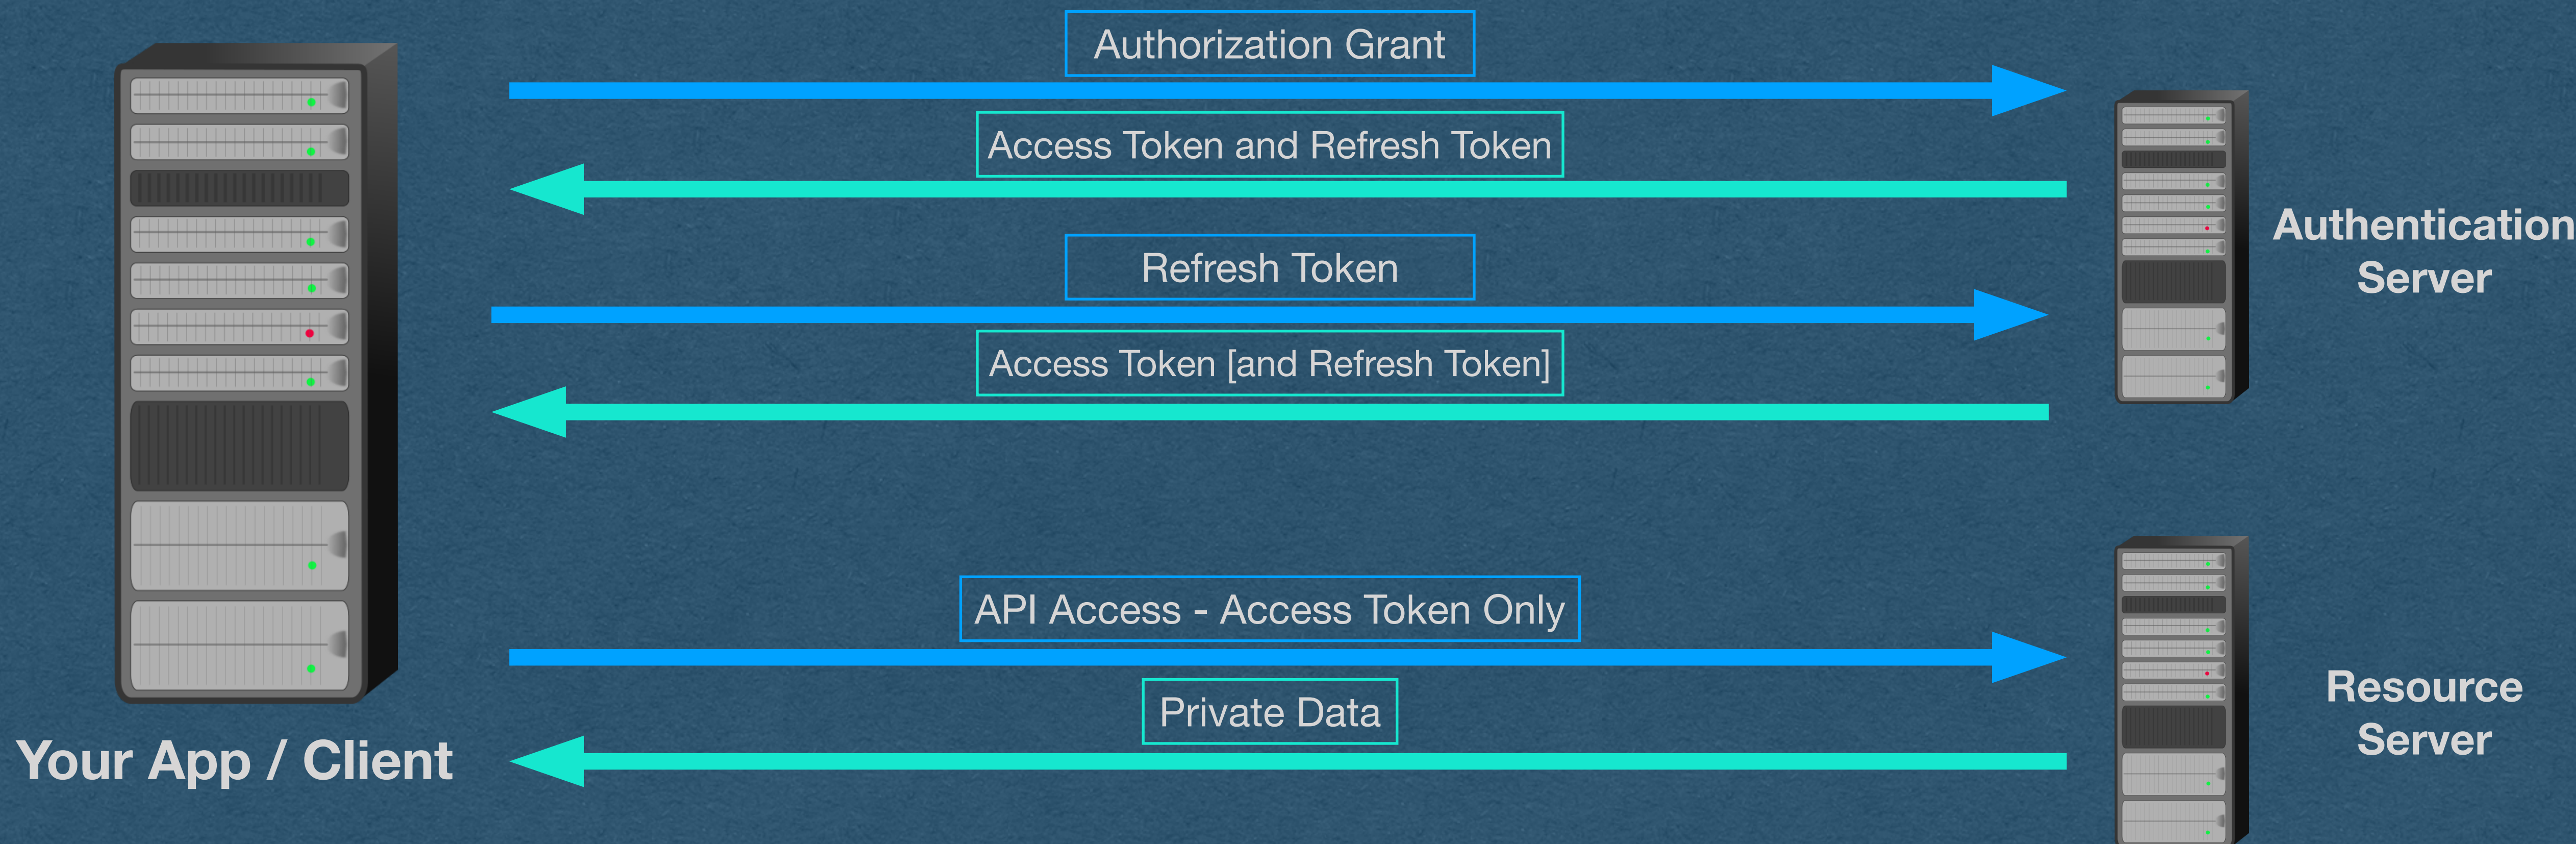 Authorization Grant
Access Token and Refresh Token
Refresh Token
Access Token [and Refresh Token]
Authentication
Server
API Access - Access Token Only
Private Data
Resource
Server
Your App / Client